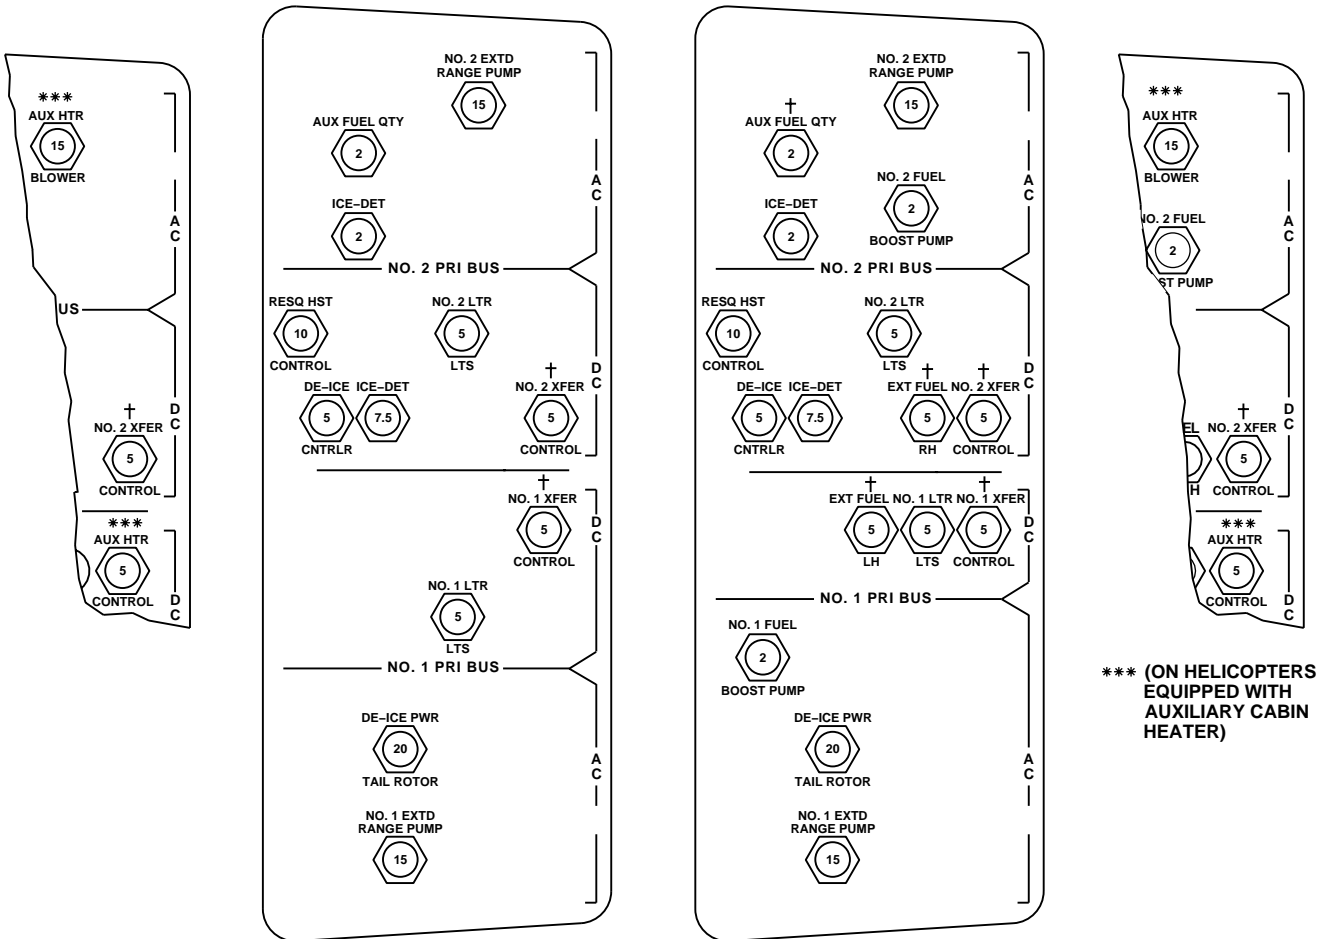 ***
AUX HTR
15
BLOWER
A
C
US
D
C
†
NO. 2 XFER
5
CONTROL
***
AUX HTR
5
CONTROL
D
C
NO. 2 EXTD
RANGE PUMP
15
AUX FUEL QTY
2
ICE–DET
2
A
C
NO. 2 PRI BUS
RESQ HST
10
CONTROL
NO. 2 LTR
5
LTS
D
C
DE–ICE ICE–DET
5 7.5
CNTRLR
†
NO. 2 XFER
5
CONTROL
†
NO. 1 XFER
5
CONTROL
D
C
NO. 1 LTR
5
LTS
NO. 1 PRI BUS
DE–ICE PWR
20
TAIL ROTOR
A
C
NO. 1 EXTD
RANGE PUMP
15
NO. 2 EXTD
RANGE PUMP
15
†
AUX FUEL QTY
2
NO. 2 FUEL
2
BOOST PUMP
ICE–DET
2
A
C
NO. 2 PRI BUS
RESQ HST
10
CONTROL
NO. 2 LTR
5
LTS
D
C
DE–ICE ICE–DET
5 7.5
CNTRLR
† †
EXT FUEL NO. 2 XFER
5 5
RH CONTROL
† †
EXT FUEL NO. 1 LTR NO. 1 XFER
5 5 5
LH LTS CONTROL
D
C
NO. 1 PRI BUS
NO. 1 FUEL
2
BOOST PUMP
DE–ICE PWR
20
TAIL ROTOR
A
C
NO. 1 EXTD
RANGE PUMP
15
***
AUX HTR
15
BLOWER
NO. 2 FUEL
2
ST PUMP
A
C
D
C
†
EL NO. 2 XFER
5
H CONTROL
***
AUX HTR
5
CONTROL
D
C
*** (ON HELICOPTERS
EQUIPPED WITH
AUXILIARY CABIN
HEATER)